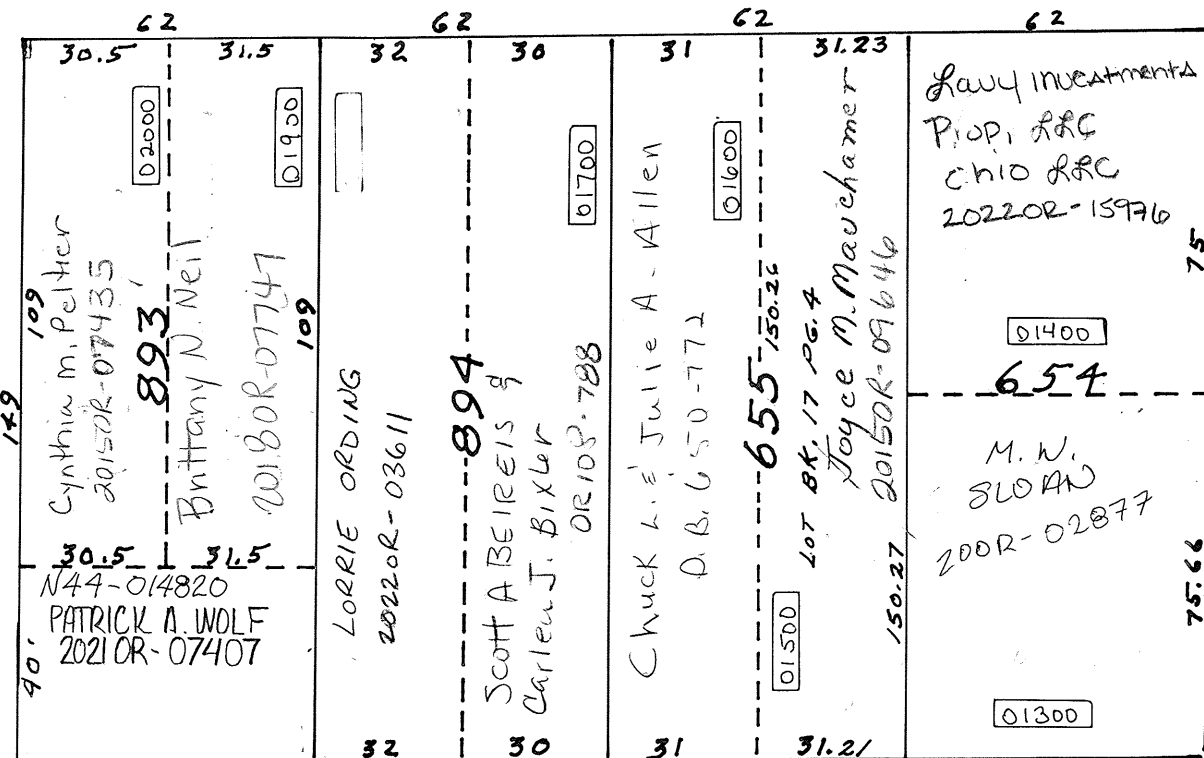 62
62
62
62
30.5
31.5
32
30
31
31.23
02000
01900
Cynthia M. Peltier
2015OR-07435
109
149
893
Brittany N. Neil
2018OR-07747
109
30.5
31.5
N44-014820
PATRICK A. WOLF
2021OR-07407
40'
LORRIE ORDING
2022OR-03611
894
01700
Scott A BEIREIS &
Carlen J. Bixler
OR108-788
32
30
01600
Chuck L. & Julie A. Allen
D.B. 650-772
655
150.26
LOT BK. 17 PG. 4
Joyce M. Mauchamer
2015OR-09646
01500
150.27
31
31.21
Lavy Investments
Prop, LLC
Ohio LLC
2022OR-15976
75
01400
654
M. W.
SLOAN
200R-02877
75.66
01300